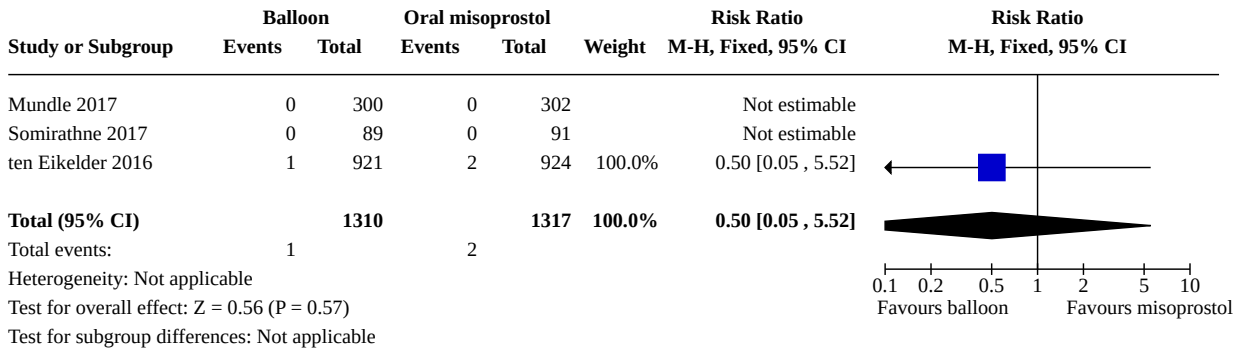 Balloon Oral misoprostol Risk Ratio Risk Ratio
Study or Subgroup Events Total Events Total Weight M-H, Fixed, 95% CI M-H, Fixed, 95% CI
Mundle 2017 0 300 0 302 Not estimable
Somirathne 2017 0 89 0 91 Not estimable
ten Eikelder 2016 1 921 2 924 100.0% 0.50 [0.05 , 5.52]
Total (95% CI) 1310 1317 100.0% 0.50 [0.05 , 5.52]
Total events: 1 2
Heterogeneity: Not applicable
0.1 0.2 0.5 1 2 5 10
Test for overall effect: Z = 0.56 (P = 0.57)
Favours balloon Favours misoprostol
Test for subgroup differences: Not applicable